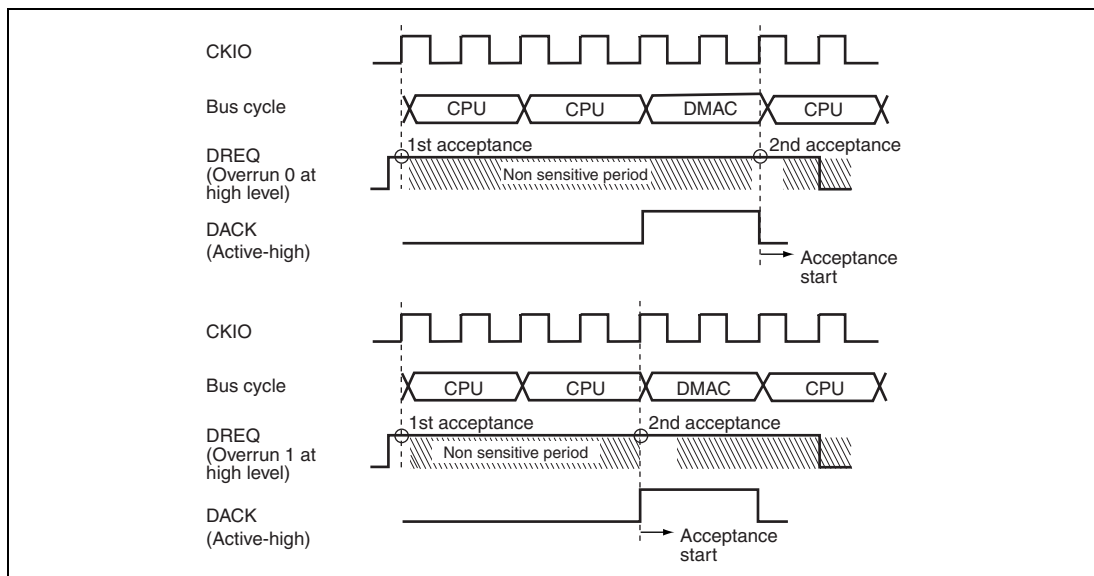 CKIO
Bus cycle
CPU CPU DMAC CPU
DREQ
(Overrun 0 at
high level)
1st acceptance
2nd acceptance
Non sensitive period
DACK
(Active-high)
Acceptance
start
CKIO
Bus cycle
CPU CPU DMAC CPU
DREQ
(Overrun 1 at
high level)
1st acceptance
2nd acceptance
Non sensitive period
DACK
(Active-high)
Acceptance
start